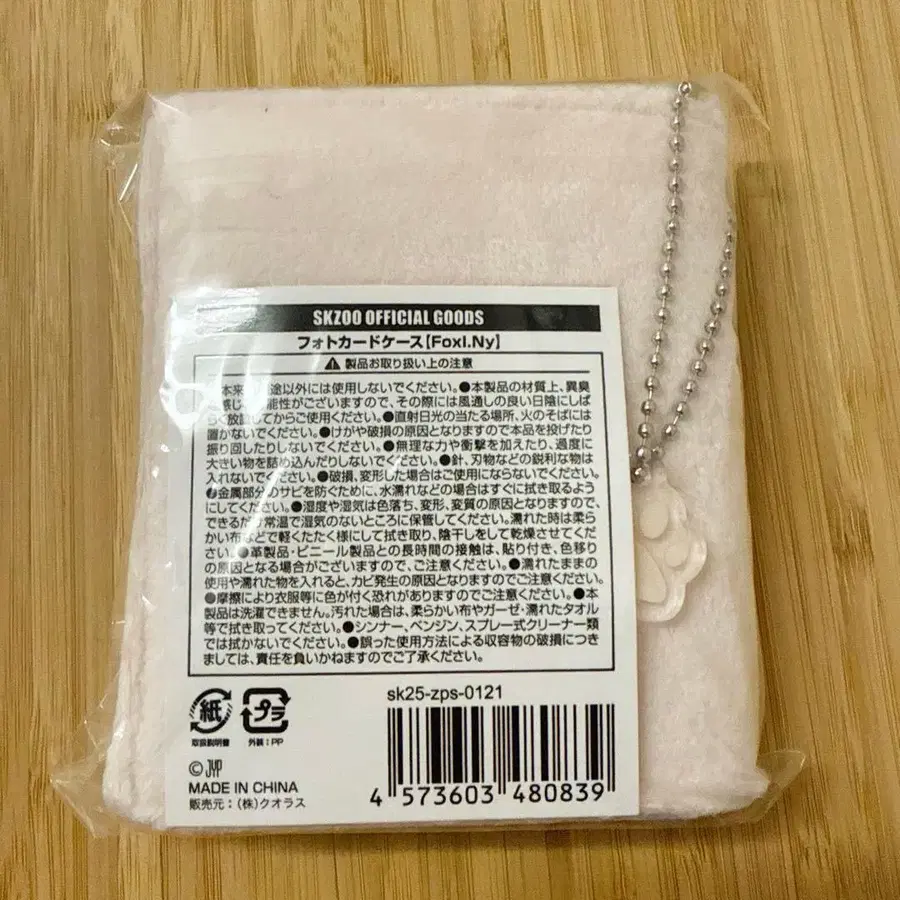 SKZOO OFFICIAL GOODS
フォトカードケース【FoxI.Ny】
⚠ 製品お取り扱い上の注意
本来 途以外には使用しないでください。●本製品の材質上、異臭
感じ 能性がございますので、その際には風通しの良い日陰にしば
らく放置してからご使用ください。●直射日光の当たる場所、火のそばには
置かないでください。●けがや破損の原因となりますので本品を投げたり
振り回したりしないでください。●無理な力や衝撃を加えたり、過度に
大きい物を詰め込んだりしないでください。●針、刃物などの鋭利な物は
入れないでください。●破損、変形した場合はご使用にならないでください。
●金属部分のサビを防ぐために、水濡れなどの場合はすぐに拭き取るよう
にしてください。●湿度や湿気は色落ち、変形、変質の原因となりますので、
できるだけ常温で湿気のないところに保管してください。濡れた時は柔ら
かい布などで軽くたたく様にして拭き取り、陰干しをして乾燥させてくださ
い。●革製品・ビニール製品との長時間の接触は、貼り付き、色移り
の原因となる場合がございますので、ご注意ください。●濡れたままの
使用や濡れた物を入れると、カビ発生の原因となりますのでご注意ください。
●摩擦により衣服等に色が付く恐れがありますのでご注意ください。●本
製品は洗濯できません。汚れた場合は、柔らかい布やガーゼ・濡れたタオル
等で拭き取ってください。●シンナー、ベンジン、スプレー式クリーナー類
では拭かないでください。●誤った使用方法による収容物の破損につき
ましては、責任を負いかねますのでご了承ください。
sk25-zps-0121
紙
プラ
取扱説明書
外装：PP
© JYP
MADE IN CHINA
販売元：（株）クオラス
4 573603 480839